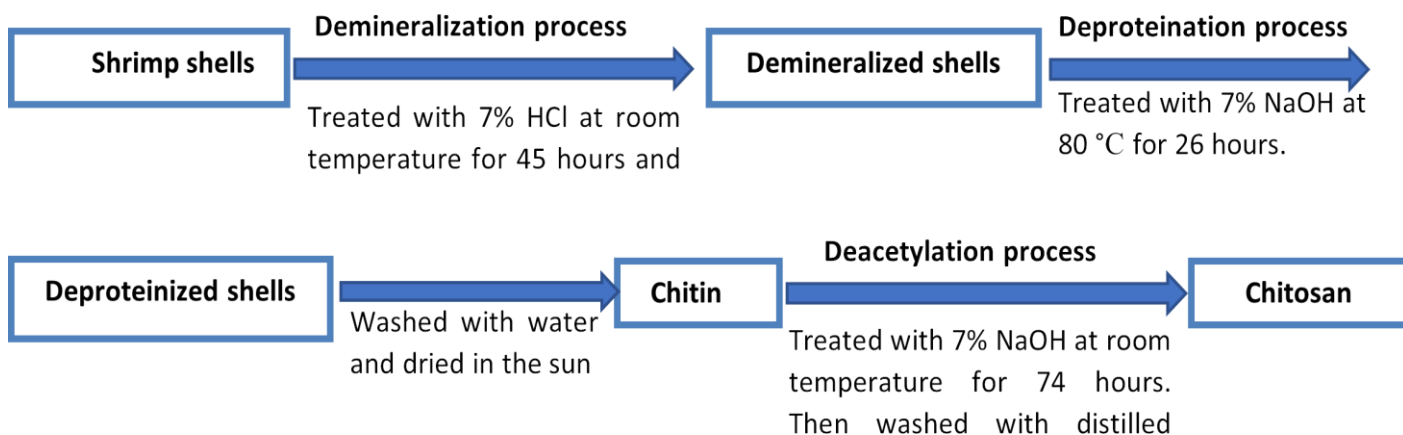 Demineralization process
Deproteination process
Shrimp shells
Demineralized shells
Treated with 7% HCl at room
temperature for 45 hours and
Treated with 7% NaOH at
80 °C for 26 hours.
Deacetylation process
Deproteinized shells
Chitin
Chitosan
Washed with water
and dried in the sun
Treated with 7% NaOH at room
temperature for 74 hours.
Then washed with distilled